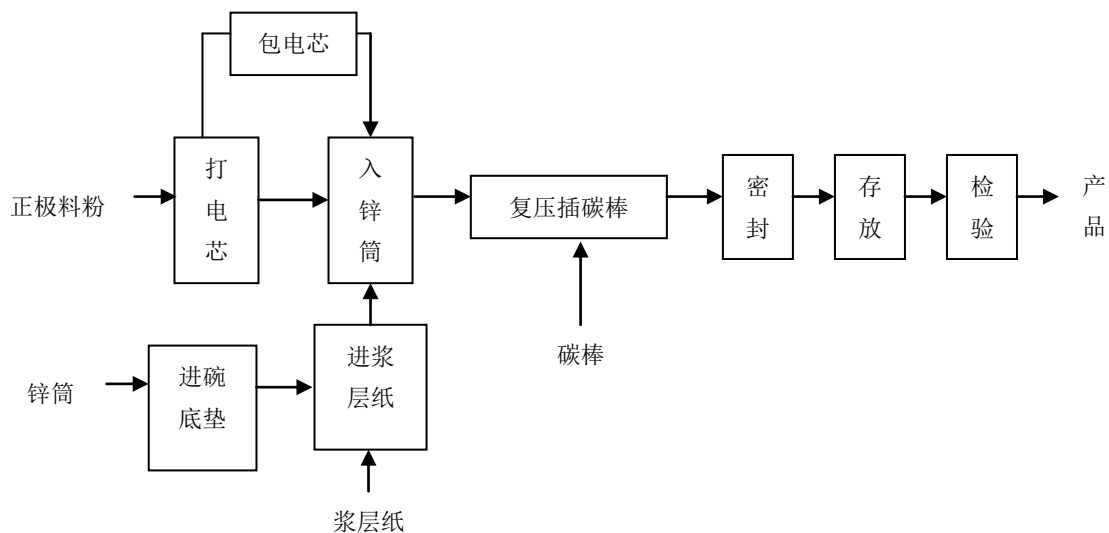 包电芯
打
电
芯
入
锌
筒
正极料粉
复压插碳棒
密
封
存
放
检
验
产
品
碳棒
锌筒
进碗
底垫
进浆
层纸
浆层纸